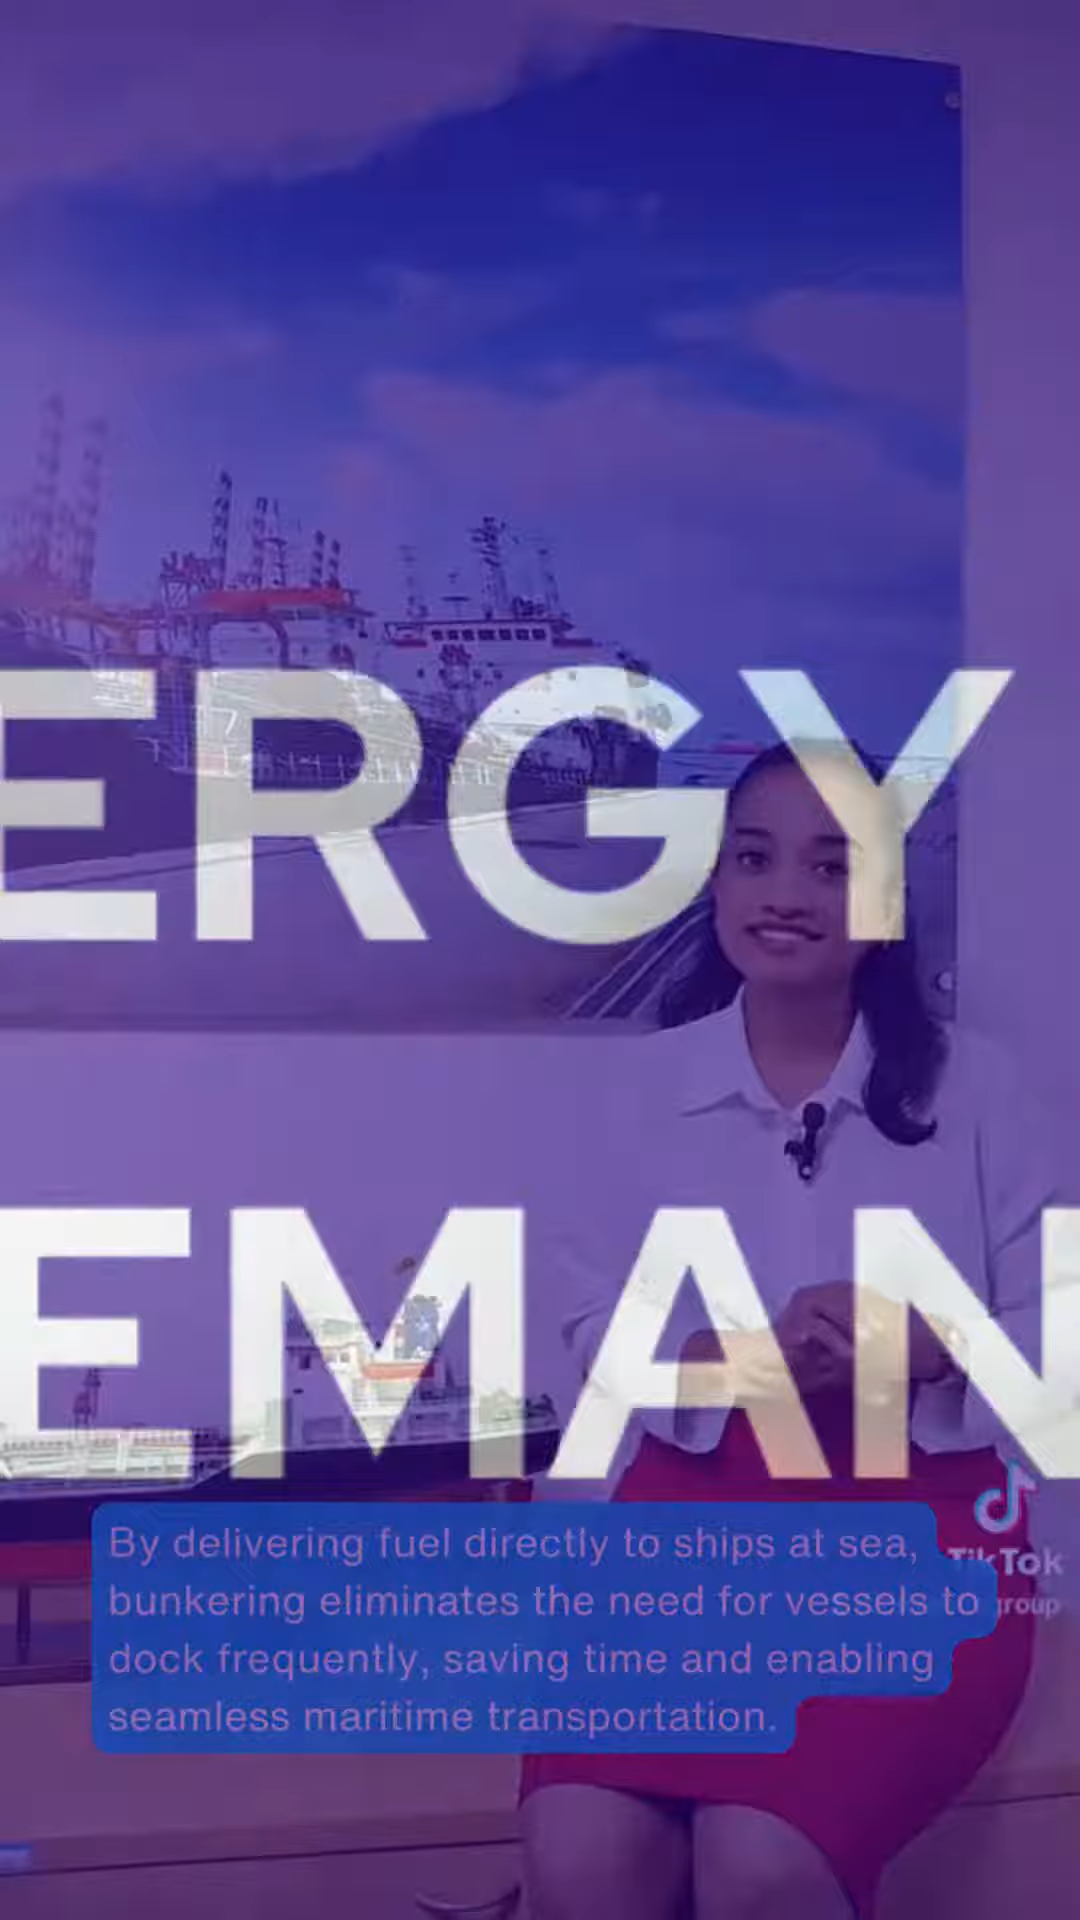 ERGY
EMAN
By delivering fuel directly to ships at sea,
bunkering eliminates the need for vessels to
dock frequently, saving time and enabling
seamless maritime transportation.
TikTok
group